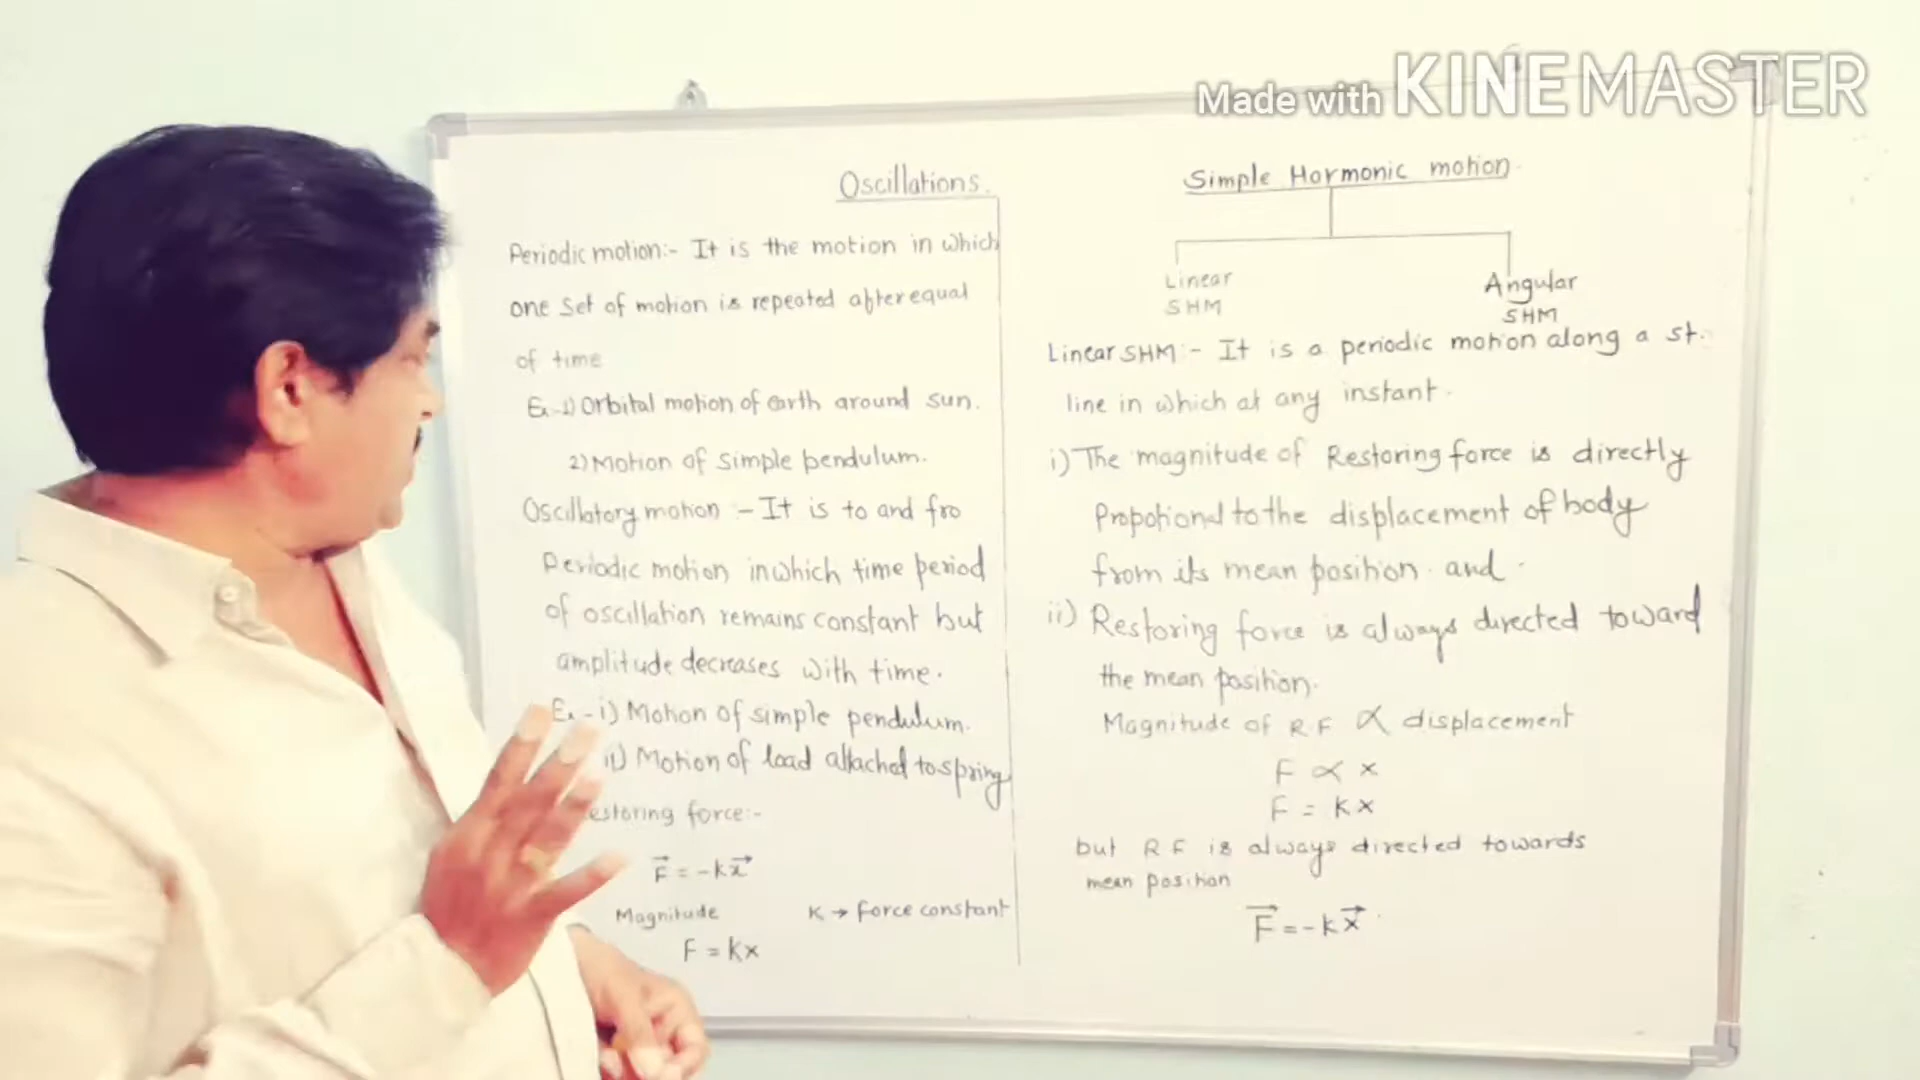 Made with KINEMASTER
Oscillations.
Periodic motion:- It is the motion in which
one set of motion is repeated after equal
of time
Ex-1) Orbital motion of earth around sun.
2) Motion of simple pendulum.
Oscillatory motion :- It is to and fro
Periodic motion in which time period
of oscillation remains constant but
amplitude decreases with time.
Ex - i) Motion of simple pendulum.
ii) Motion of load attached to spring
estoring force:-
F⃗ = -kx⃗
Magnitude K → force constant
F = kx
Simple Hormonic motion.
Linear Angular
SHM SHM
Linear SHM :- It is a periodic motion along a st.
line in which at any instant.
i) The magnitude of Restoring force is directly
Propotional to the displacement of body
from its mean position. and
ii) Restoring force is always directed toward
the mean position.
Magnitude of R.F ∝ displacement
F ∝ x
F = kx
but R F is always directed towards
mean position
F⃗ = -kx⃗